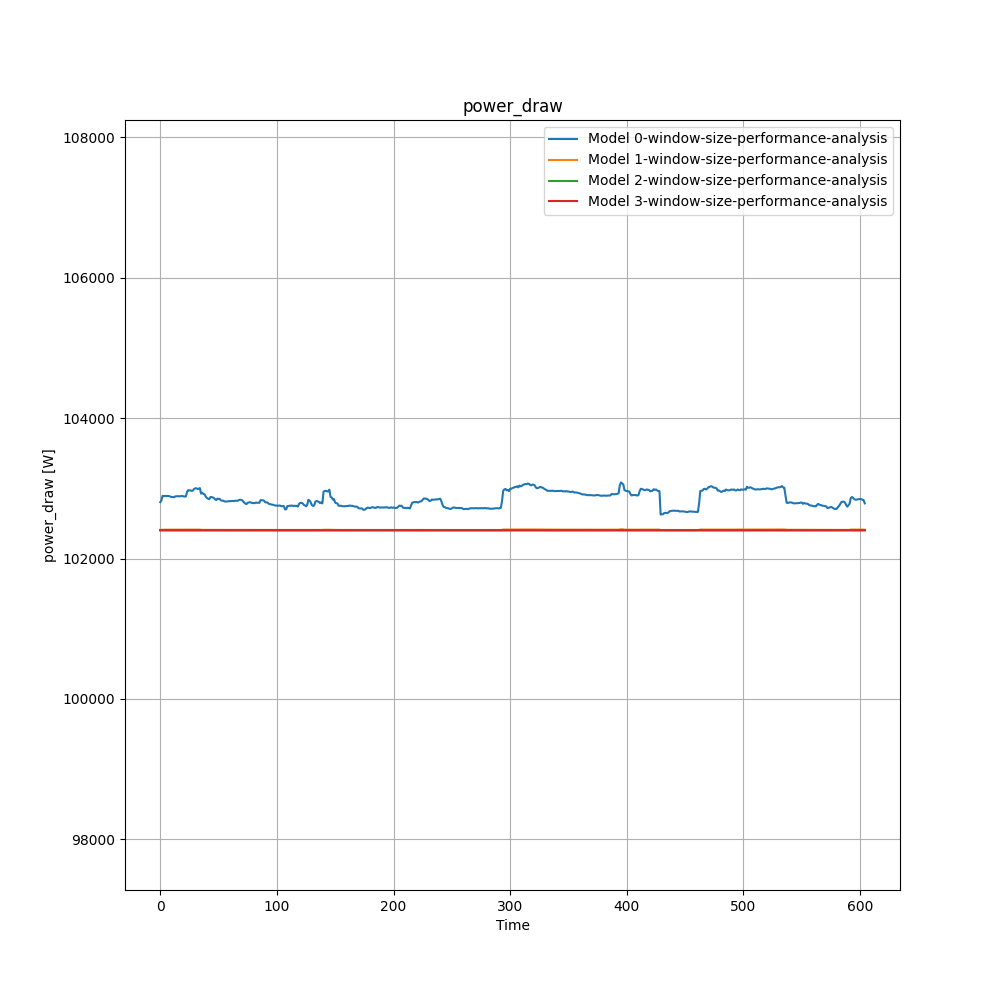 power_draw
108000
106000
104000
102000
100000
98000
power_draw [W]
Model 0-window-size-performance-analysis
Model 1-window-size-performance-analysis
Model 2-window-size-performance-analysis
Model 3-window-size-performance-analysis
0 100 200 300 400 500 600
Time